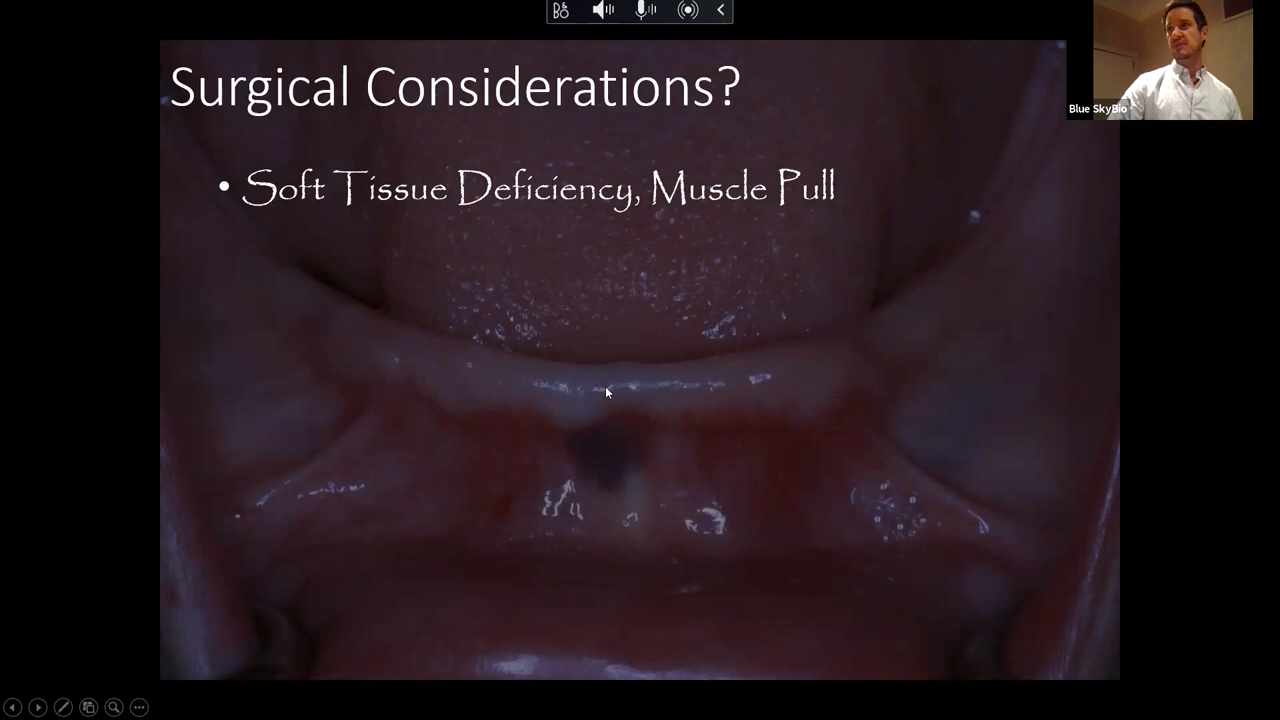 Surgical Considerations?
• Soft Tissue Deficiency, Muscle Pull
Blue SkyBio